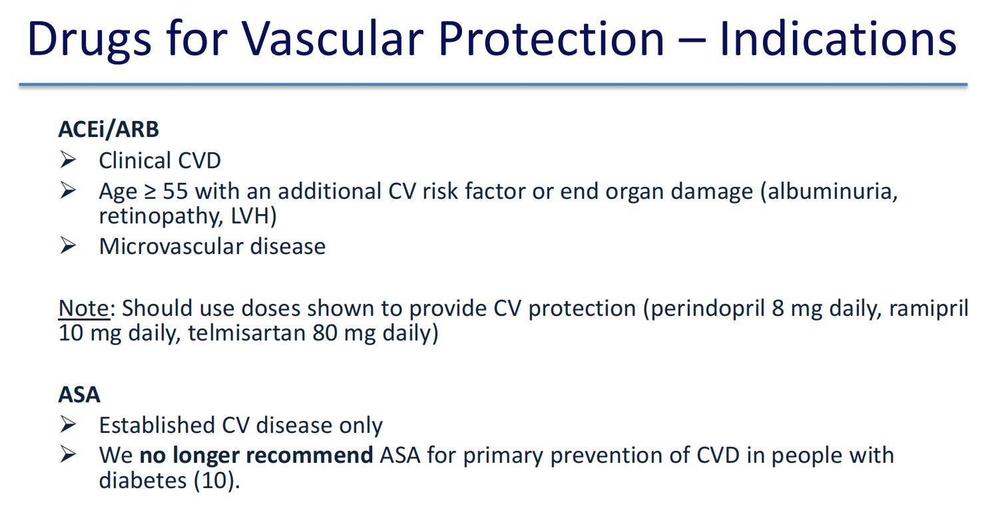 Drugs for Vascular Protection – Indications
ACEi/ARB
➢ Clinical CVD
➢ Age ≥ 55 with an additional CV risk factor or end organ damage (albuminuria,
retinopathy, LVH)
➢ Microvascular disease
Note: Should use doses shown to provide CV protection (perindopril 8 mg daily, ramipril
10 mg daily, telmisartan 80 mg daily)
ASA
➢ Established CV disease only
➢ We no longer recommend ASA for primary prevention of CVD in people with
diabetes (10).